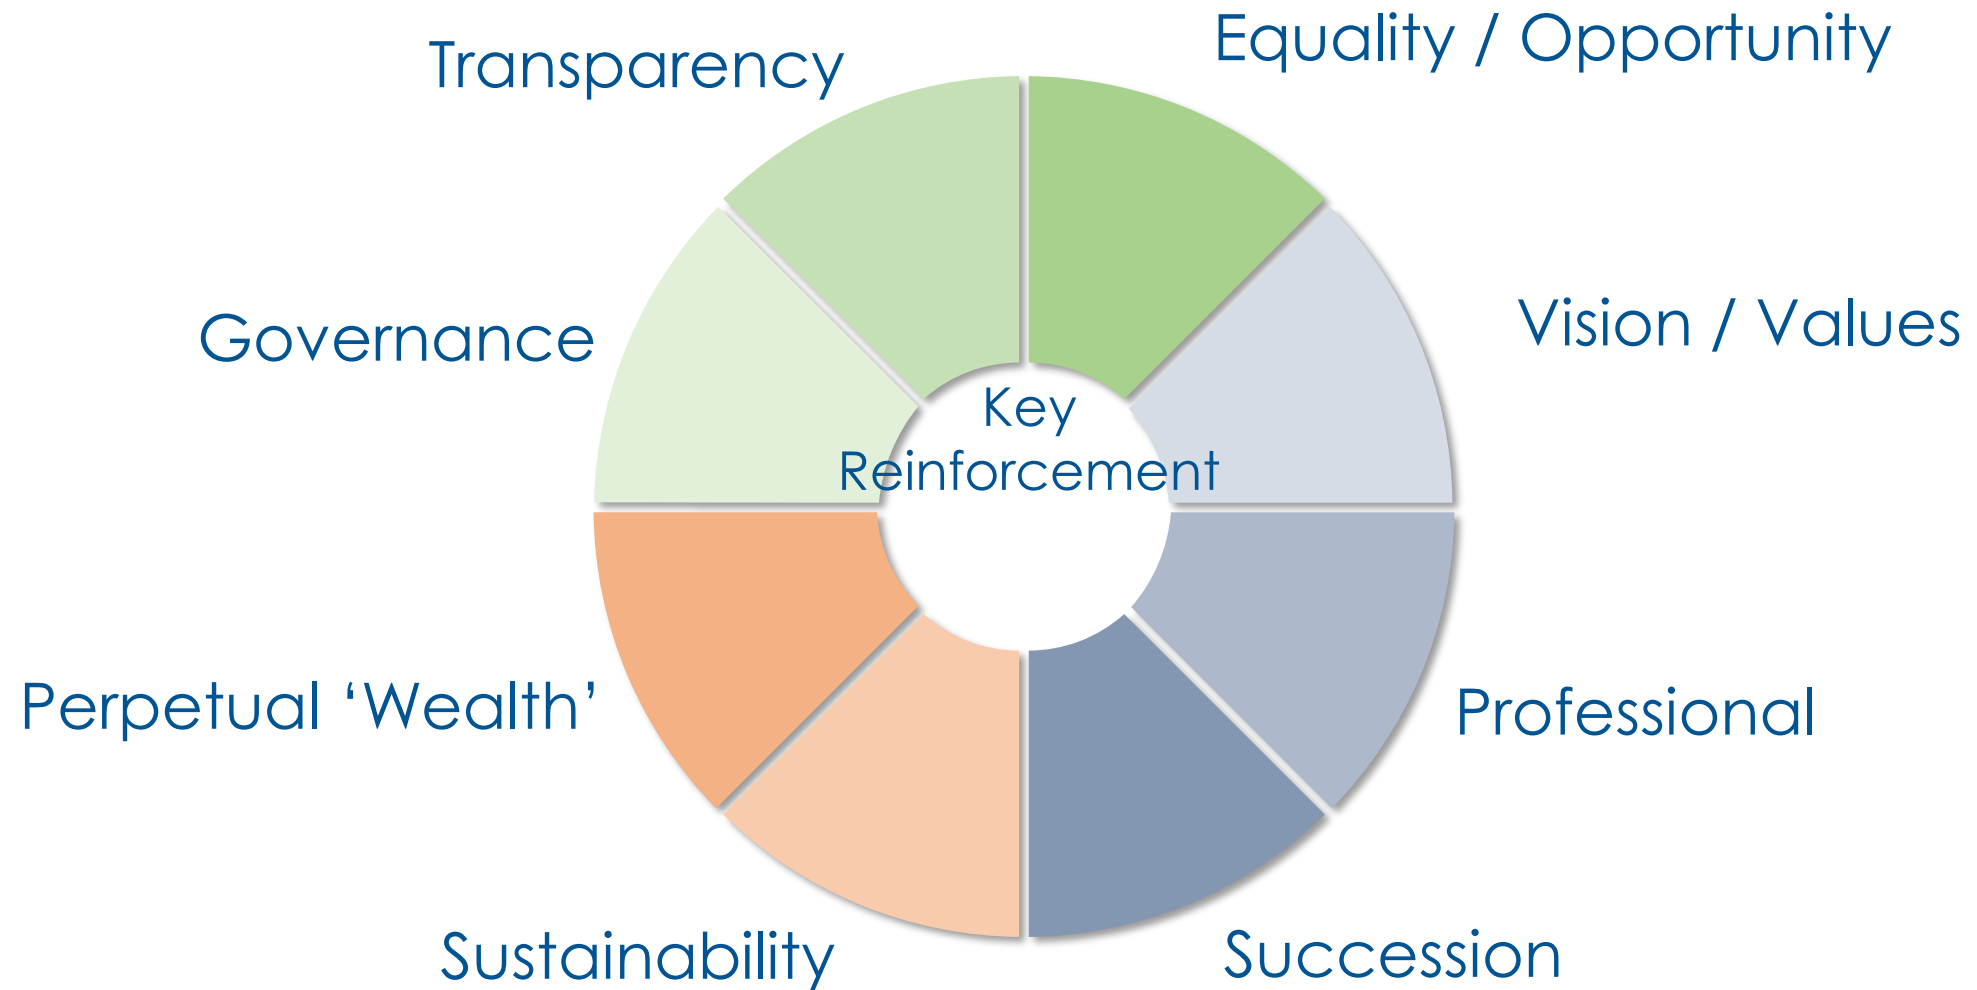 Equality / Opportunity
Transparency
Vision / Values
Governance
Key
Reinforcement
Perpetual ‘Wealth’
Professional
Sustainability
Succession